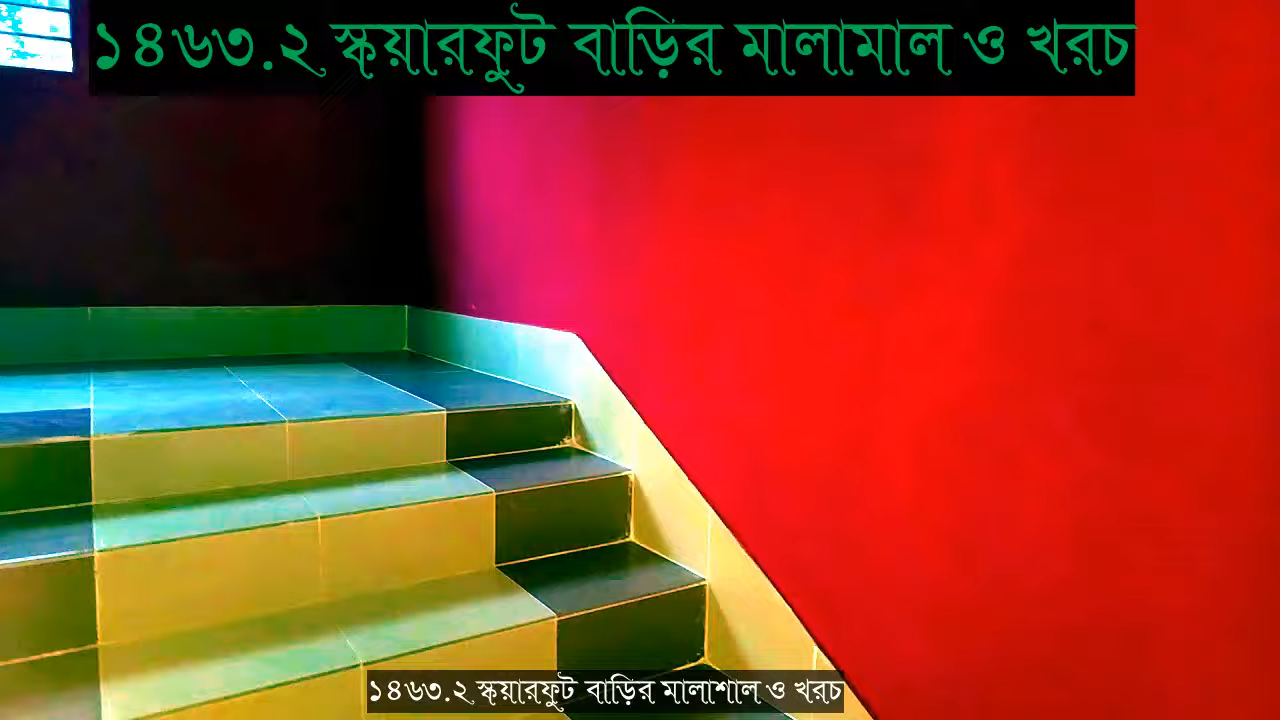 ১৪৬৩.২ স্কয়ারফুট বাড়ির মালামাল ও খরচ
১৪৬৩.২ স্কয়ারফুট বাড়ির মালাশাল ও খরচ